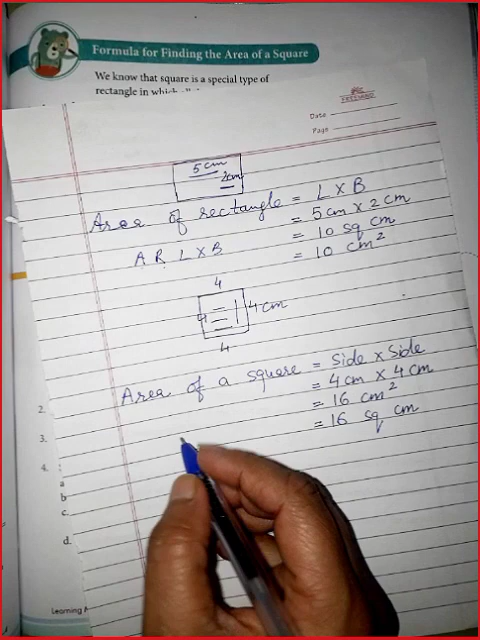 Formula for Finding the Area of a Square
We know that square is a special type of
rectangle in which
Date
Page
5 cm
2cm
Area of rectangle = L x B
= 5 cm x 2 cm
A R L x B = 10 sq cm
= 10 cm²
4
4 4 cm
4
Area of a square = Side x Side
= 4 cm x 4 cm
2. = 16 cm²
= 16 sq cm
3.
4.
a
b
c.
d.
Learning